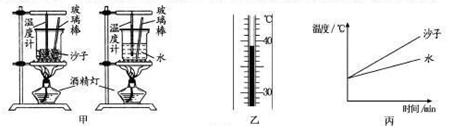 玻璃棒
温度计
沙子
玻璃棒
温度计
水
酒精灯
甲
℃
40
30
乙
温度/℃
沙子
水
时间/min
丙